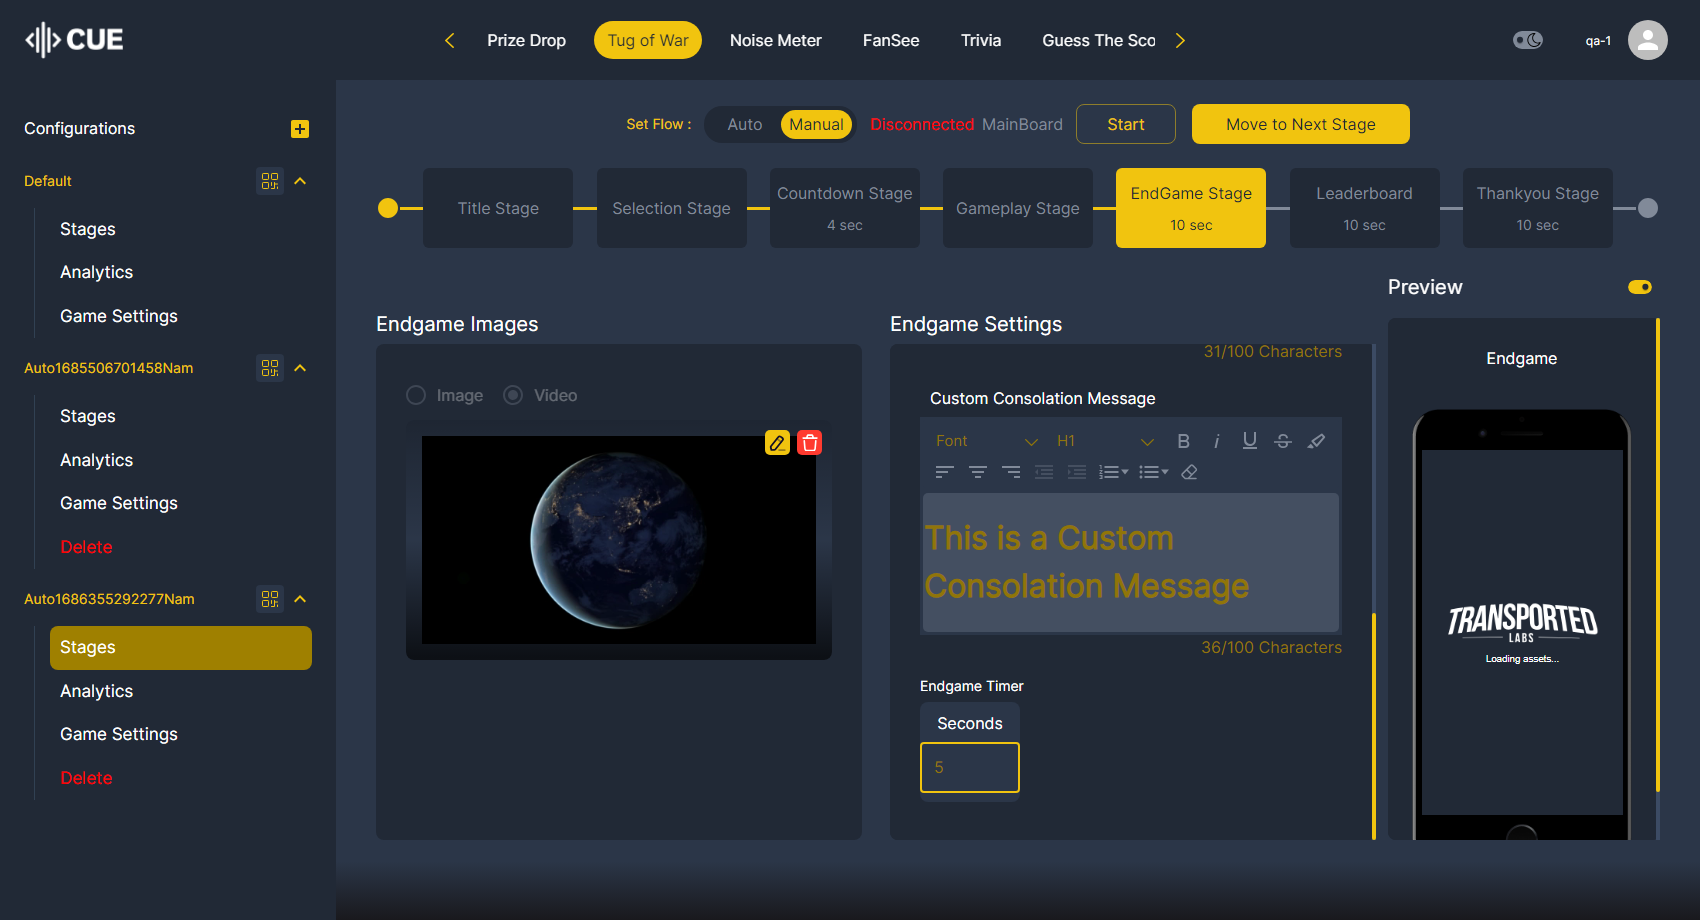 CUE
Prize Drop
Tug of War
Noise Meter
FanSee
Trivia
Guess The Sco
qa-1
Configurations
Default
Stages
Analytics
Game Settings
Auto1685506701458Nam
Stages
Analytics
Game Settings
Delete
Auto1686355292277Nam
Stages
Analytics
Game Settings
Delete
Set Flow :
Auto
Manual
Disconnected MainBoard
Start
Move to Next Stage
Title Stage
Selection Stage
Countdown Stage
4 sec
Gameplay Stage
EndGame Stage
10 sec
Leaderboard
10 sec
Thankyou Stage
10 sec
Endgame Images
Image
Video
Endgame Settings
31/100 Characters
Custom Consolation Message
Font
H1
B i U S
This is a Custom
Consolation Message
36/100 Characters
Endgame Timer
Seconds
5
Preview
Endgame
TRANSPORTED
LABS
Loading assets...